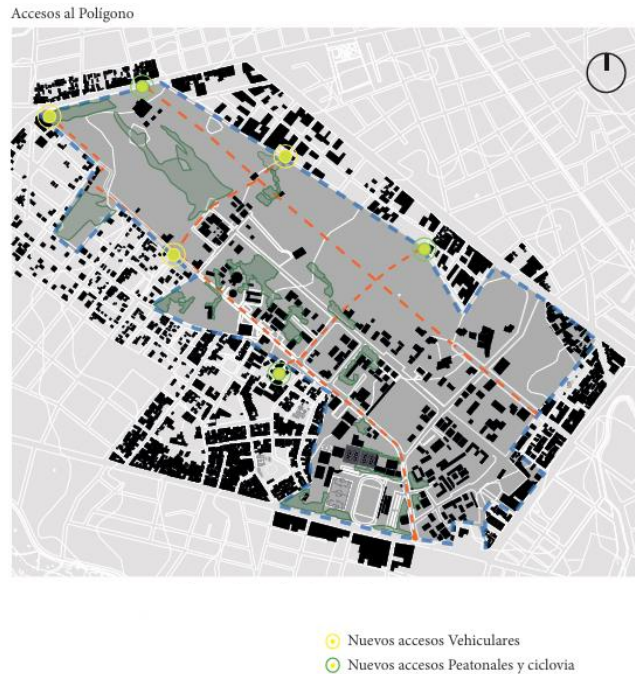 Accesos al Polígono
Nuevos accesos Vehiculares
Nuevos accesos Peatonales y ciclovia